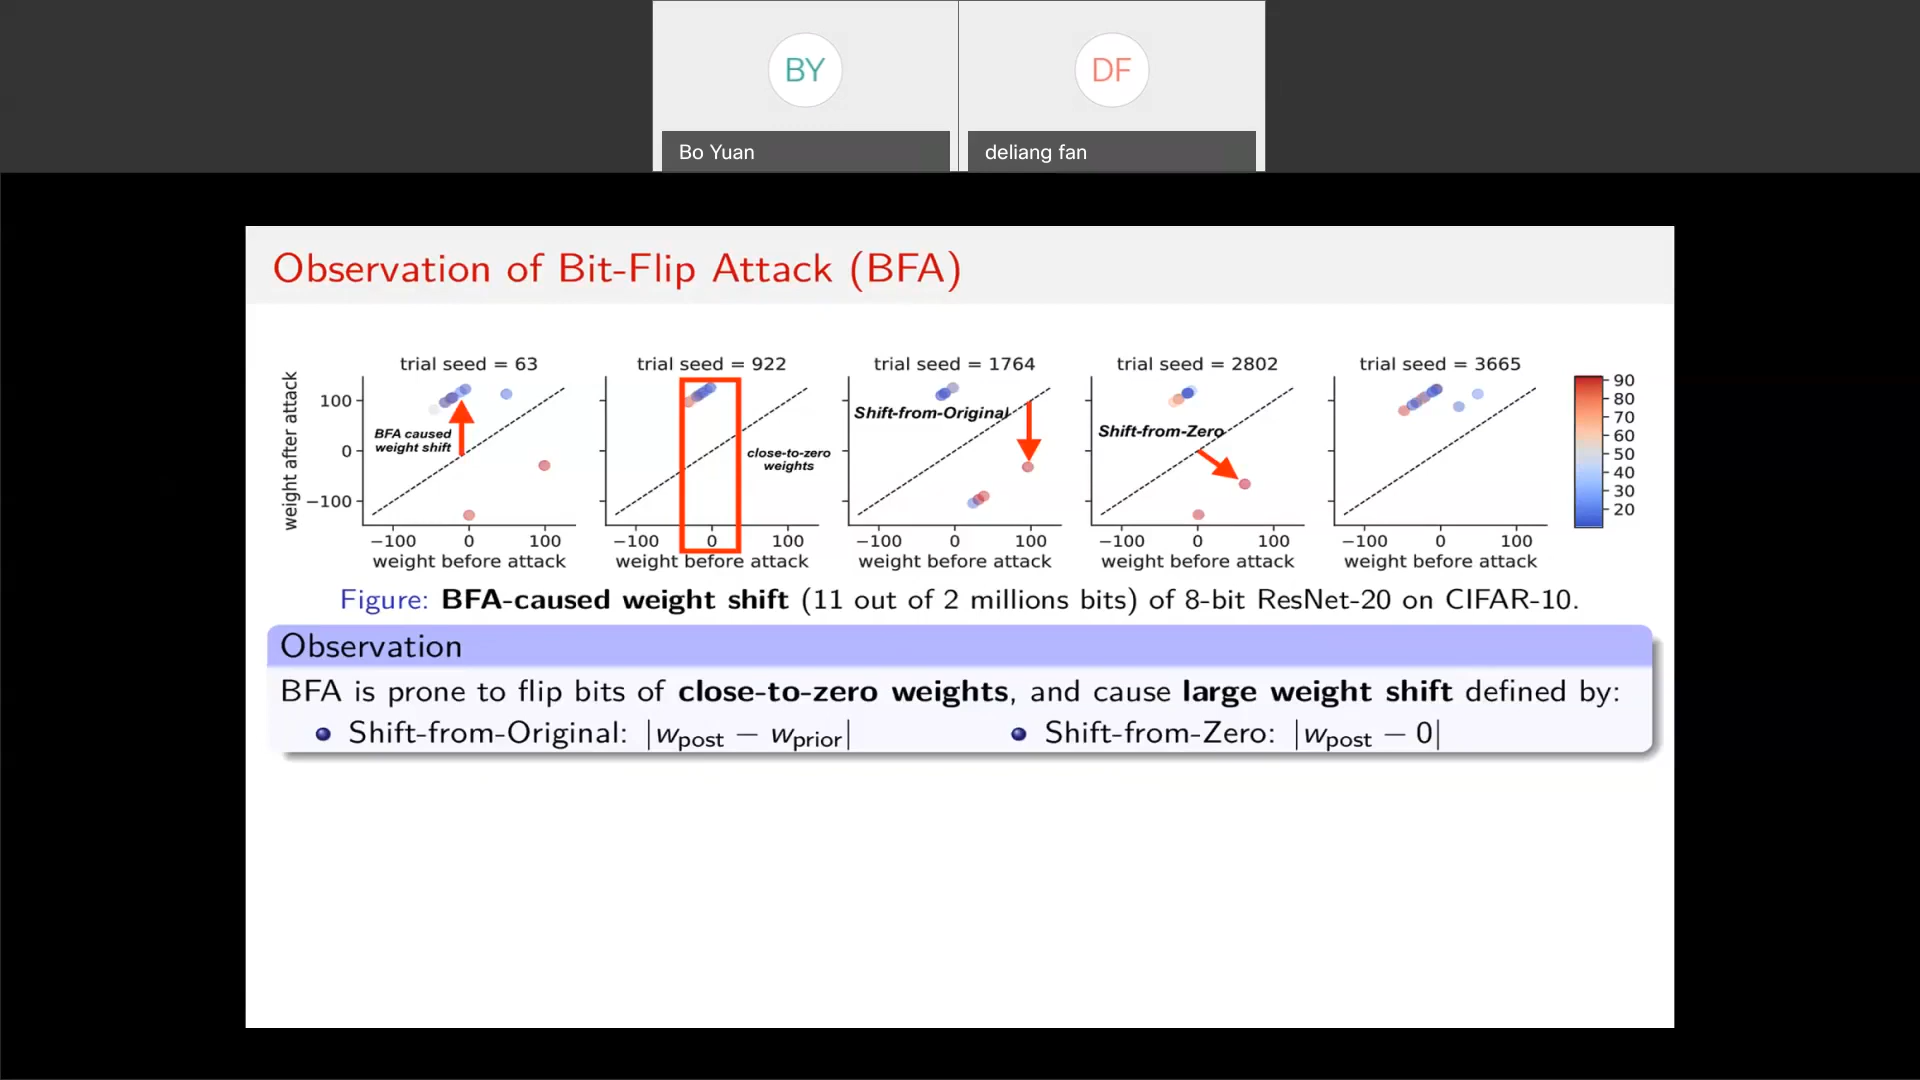 BY
DF
Bo Yuan
deliang fan
Observation of Bit-Flip Attack (BFA)
trial seed = 63
trial seed = 922
trial seed = 1764
trial seed = 2802
trial seed = 3665
weight after attack
100
0
−100
BFA caused
weight shift
close-to-zero
weights
Shift-from-Original
Shift-from-Zero
90
80
70
60
50
40
30
20
−100 0 100
−100 0 100
−100 0 100
−100 0 100
−100 0 100
weight before attack
weight before attack
weight before attack
weight before attack
weight before attack
Figure: BFA-caused weight shift (11 out of 2 millions bits) of 8-bit ResNet-20 on CIFAR-10.
Observation
BFA is prone to flip bits of close-to-zero weights, and cause large weight shift defined by:
Shift-from-Original: |wpost − wprior|
Shift-from-Zero: |wpost − 0|